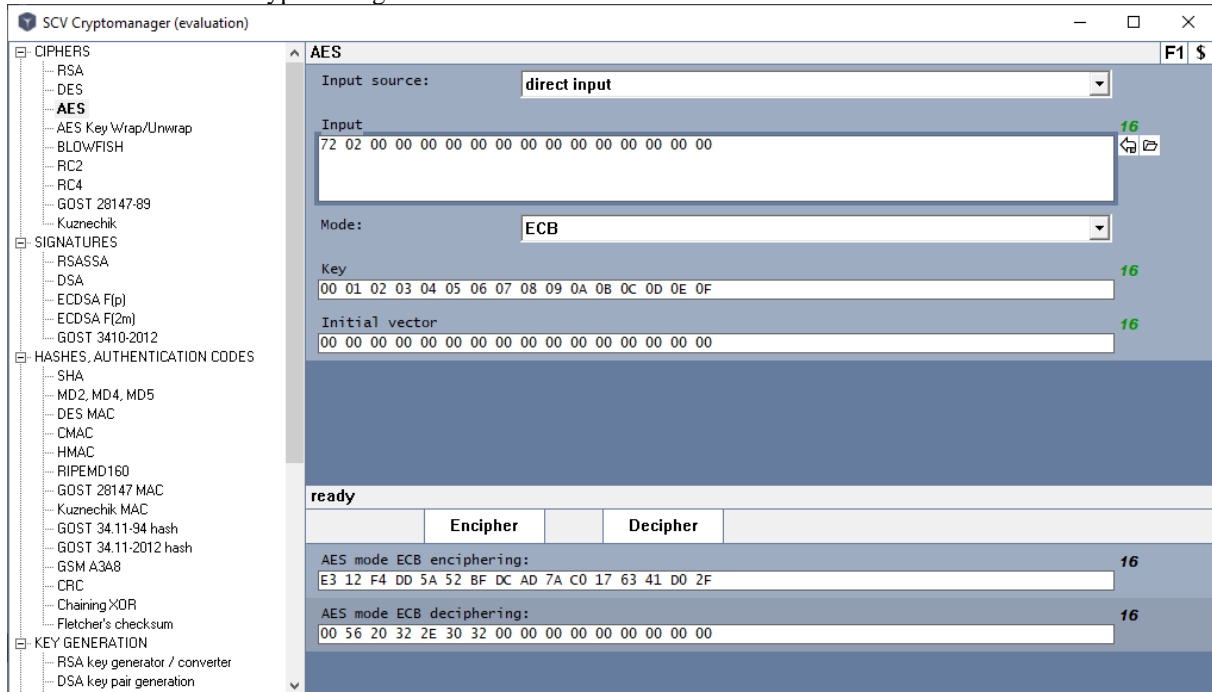 SCV Cryptomanager (evaluation)
CIPHERS
RSA
DES
AES
AES Key Wrap/Unwrap
BLOWFISH
RC2
RC4
GOST 28147-89
Kuznechik
SIGNATURES
RSASSA
DSA
ECDSA F(p)
ECDSA F(2m)
GOST 3410-2012
HASHES, AUTHENTICATION CODES
SHA
MD2, MD4, MD5
DES MAC
CMAC
HMAC
RIPEMD160
GOST 28147 MAC
Kuznechik MAC
GOST 34.11-94 hash
GOST 34.11-2012 hash
GSM A3A8
CRC
Chaining XOR
Fletcher's checksum
KEY GENERATION
RSA key generator / converter
DSA key pair generation
AES F1 $
Input source: direct input
Input 16
72 02 00 00 00 00 00 00 00 00 00 00 00 00 00 00
Mode: ECB
Key 16
00 01 02 03 04 05 06 07 08 09 0A 0B 0C 0D 0E 0F
Initial vector 16
00 00 00 00 00 00 00 00 00 00 00 00 00 00 00 00
ready
Encipher Decipher
AES mode ECB enciphering: 16
E3 12 F4 DD 5A 52 BF DC AD 7A C0 17 63 41 D0 2F
AES mode ECB deciphering: 16
00 56 20 32 2E 30 32 00 00 00 00 00 00 00 00 00